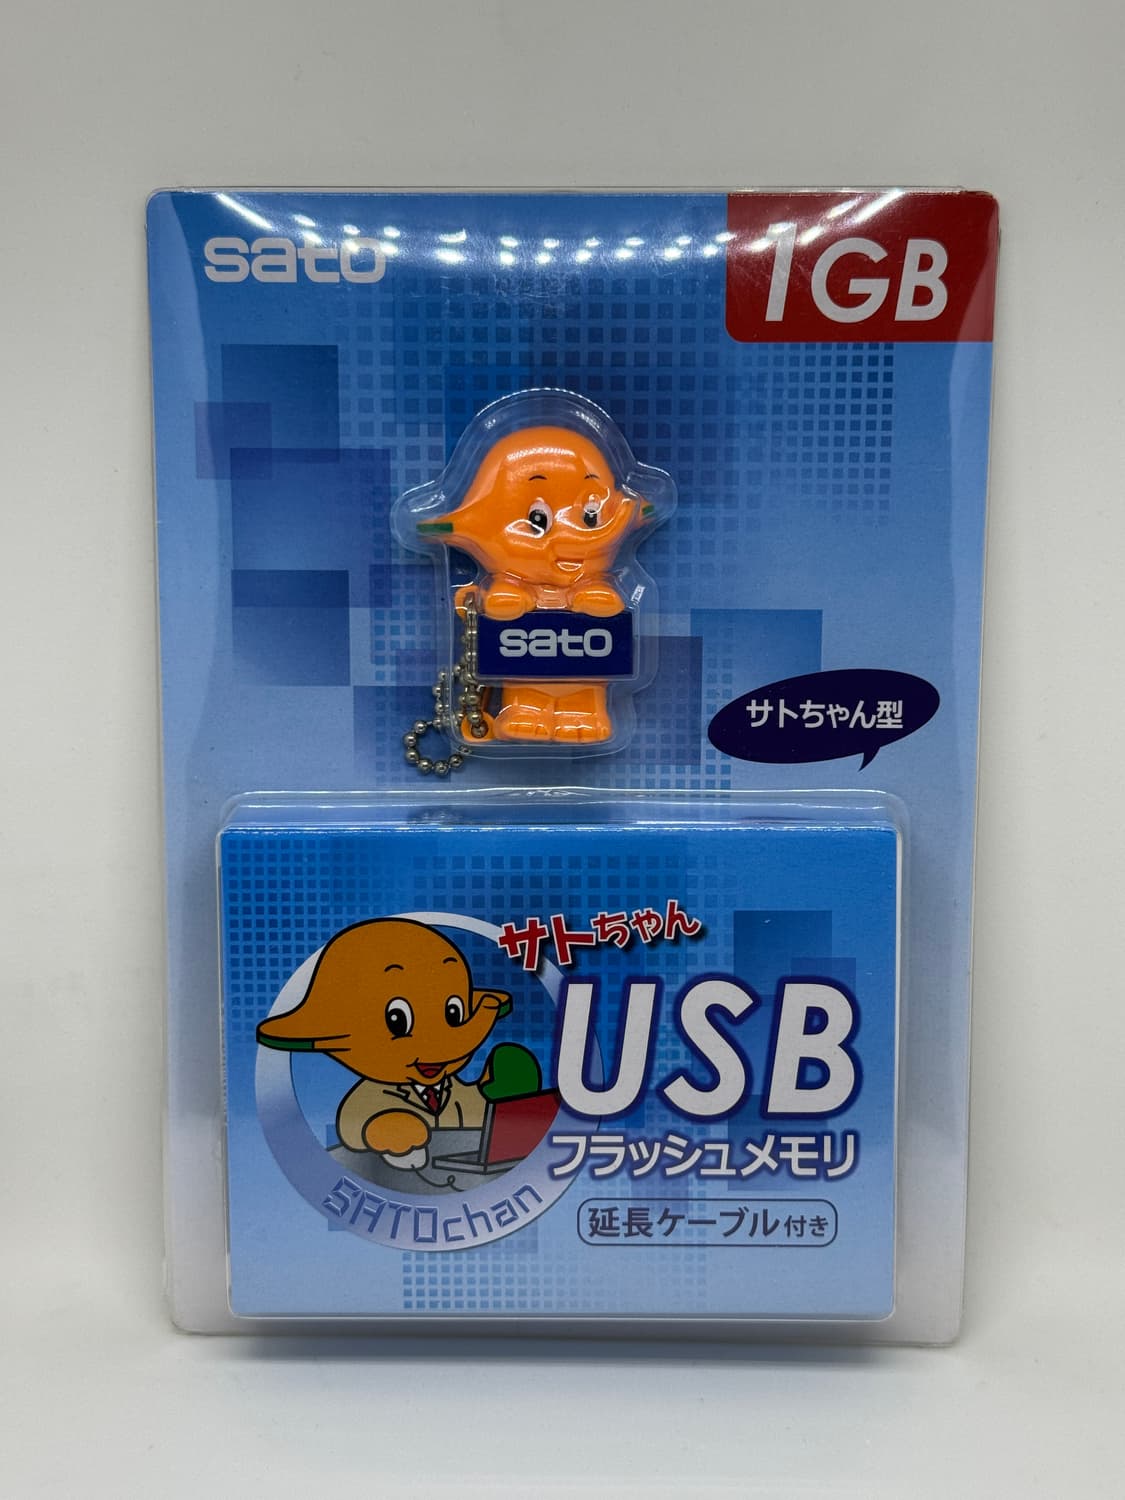 sato
1GB
sato
サトちゃん型
サトちゃん
USB
フラッシュメモリ
延長ケーブル付き
SATOchan